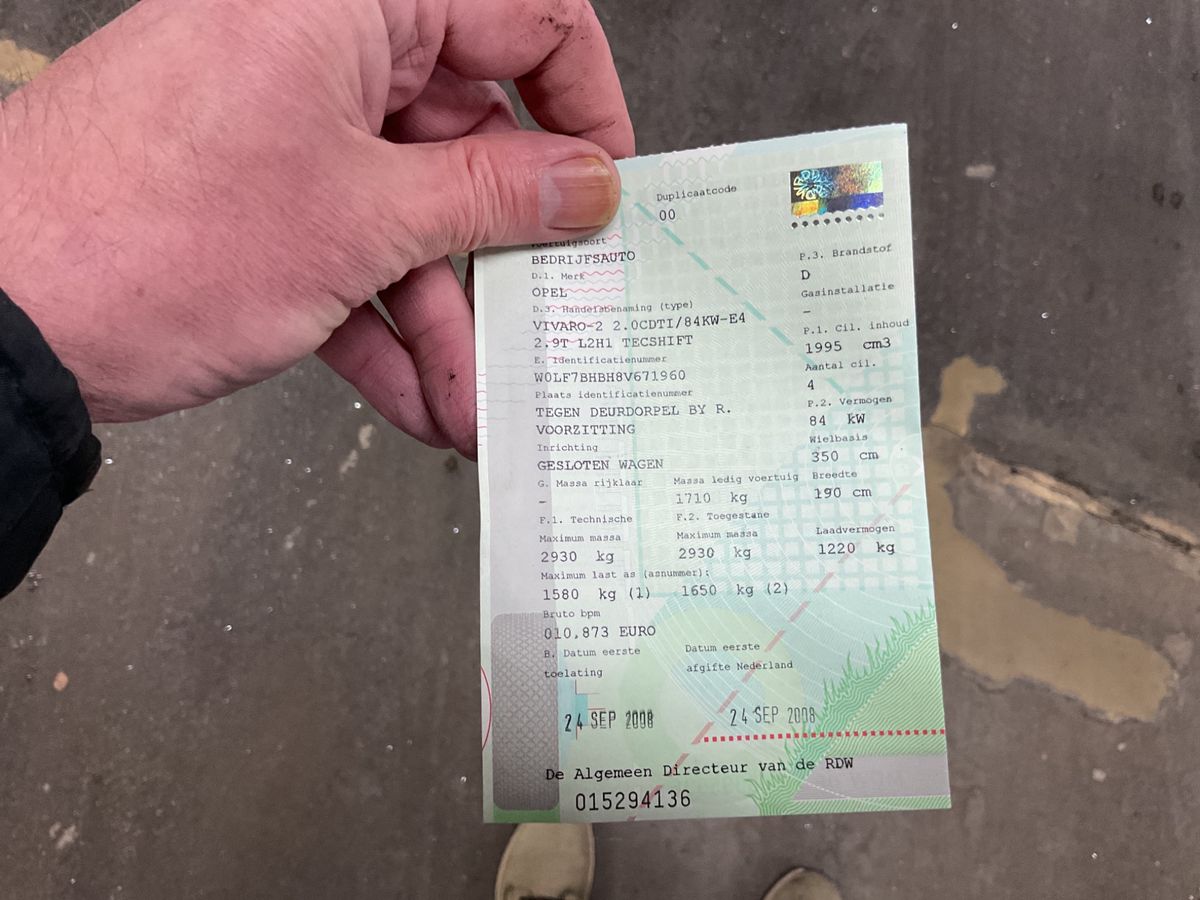 Duplicaatcode
00
Voertuigsoort
BEDRIJFSAUTO
P.3. Brandstof
D.1. Merk
D
OPEL
Gasinstallatie
D.3. Handelsbenaming (type)
–
VIVARO-2 2.0CDTI/84KW-E4
P.1. Cil. inhoud
2.9T L2H1 TECSHIFT
1995 cm3
E. Identificatienummer
Aantal cil.
W0LF7BHBH8V671960
4
Plaats identificatienummer
P.2. Vermogen
TEGEN DEURDORPEL BY R.
84 kW
VOORZITTING
Wielbasis
Inrichting
350 cm
GESLOTEN WAGEN
G. Massa rijklaar Massa ledig voertuig Breedte
– 1710 kg 190 cm
F.1. Technische F.2. Toegestane Laadvermogen
Maximum massa Maximum massa
2930 kg 2930 kg 1220 kg
Maximum last as (asnummer):
1580 kg (1) 1650 kg (2)
Bruto bpm
010,873 EURO
B. Datum eerste Datum eerste
toelating afgifte Nederland
24 SEP 2008 24 SEP 2008
De Algemeen Directeur van de RDW
015294136